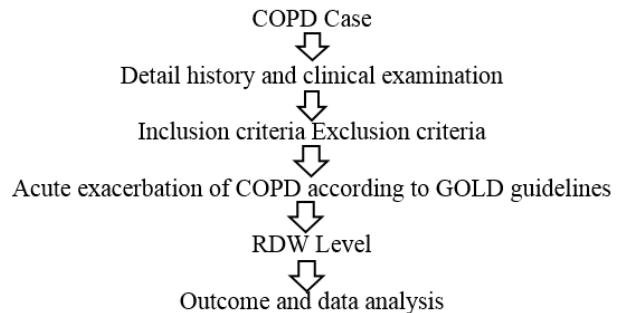 COPD Case
Detail history and clinical examination
Inclusion criteria Exclusion criteria
Acute exacerbation of COPD according to GOLD guidelines
RDW Level
Outcome and data analysis